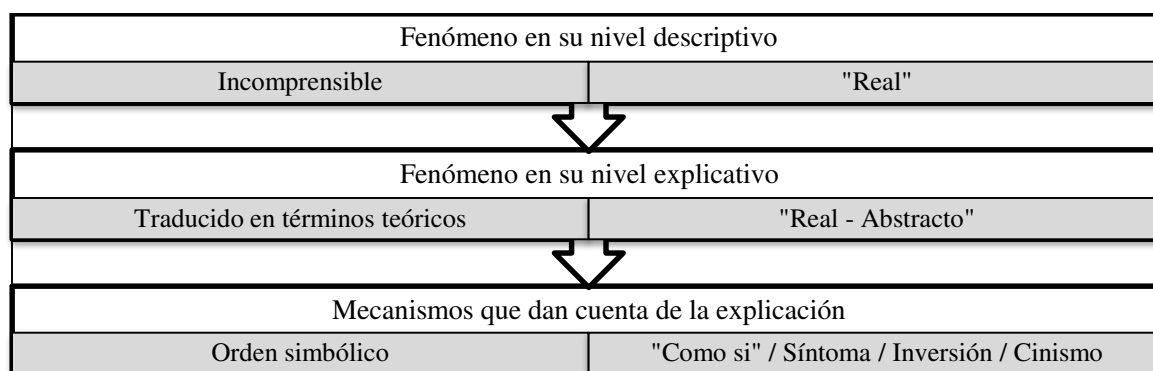 Fenómeno en su nivel descriptivo
Incomprensible
"Real"
Fenómeno en su nivel explicativo
Traducido en términos teóricos
"Real - Abstracto"
Mecanismos que dan cuenta de la explicación
Orden simbólico
"Como si" / Síntoma / Inversión / Cinismo